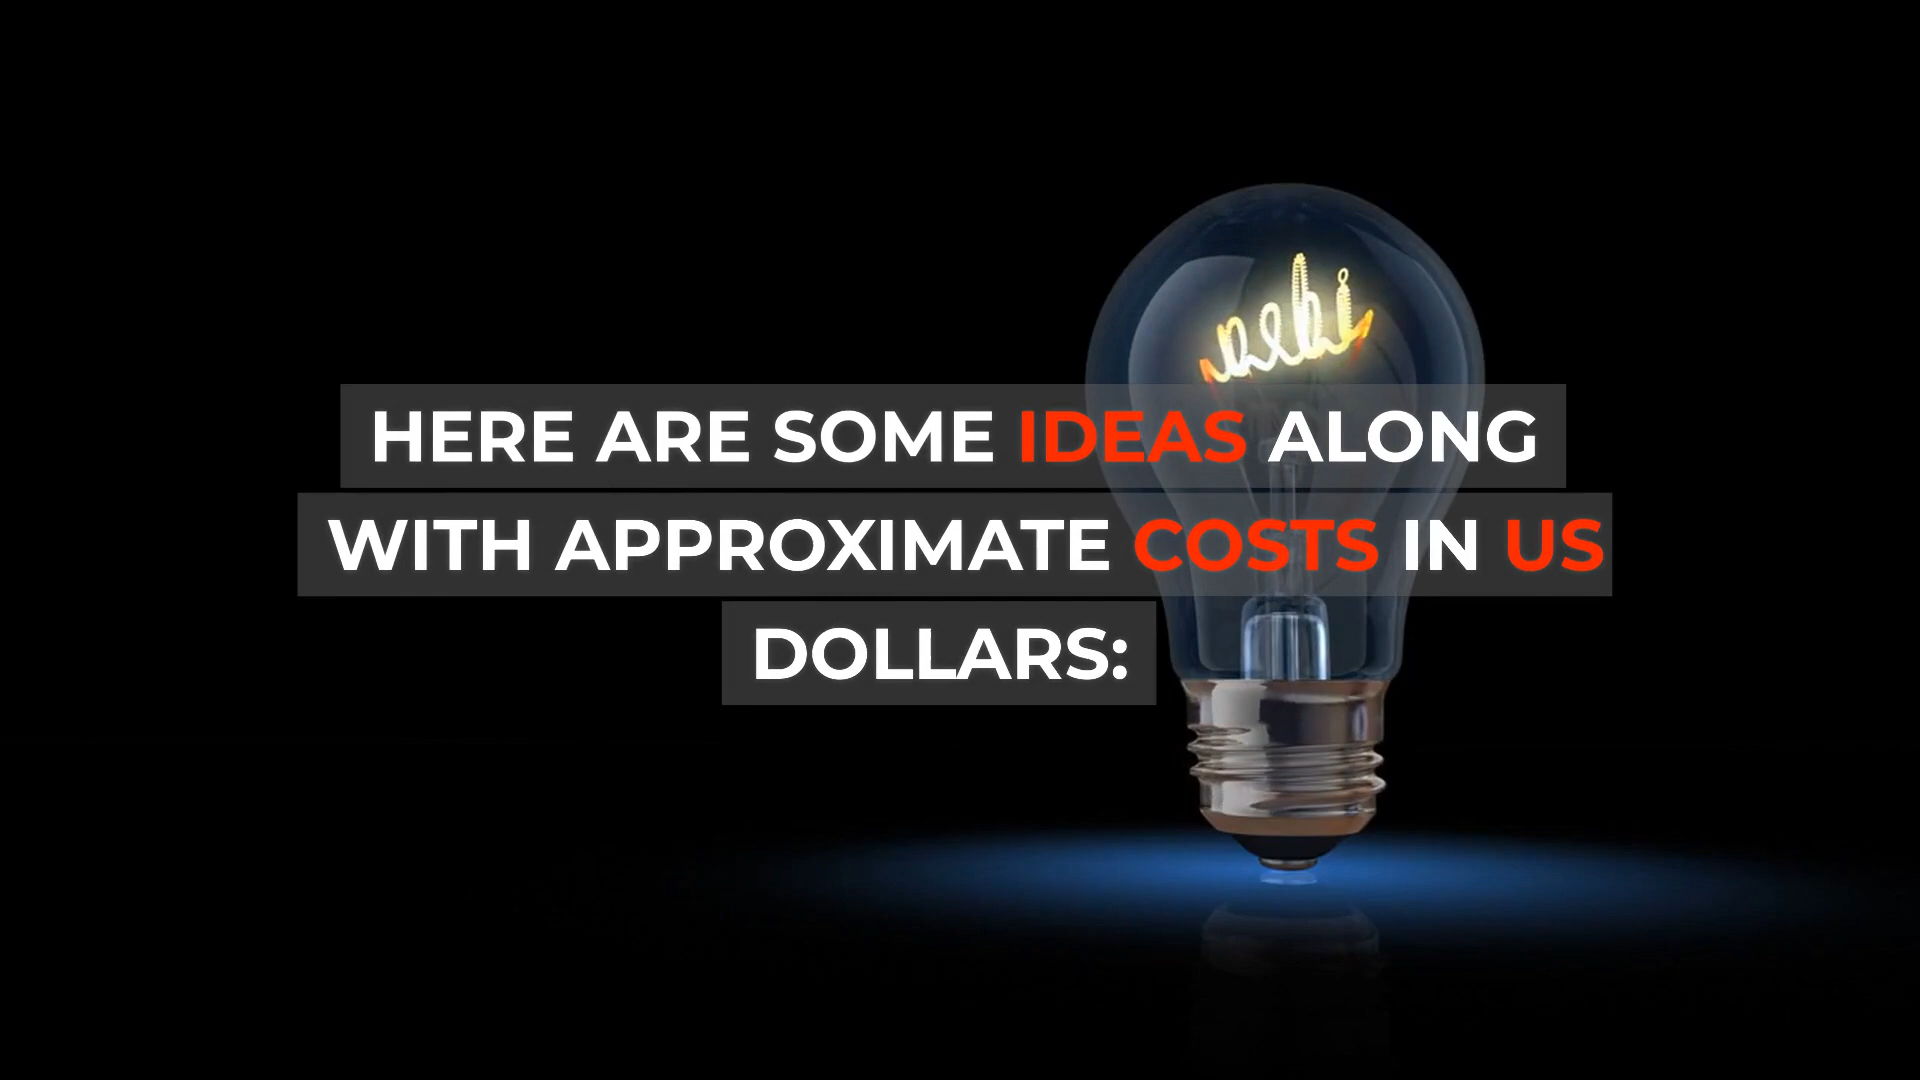 HERE ARE SOME IDEAS ALONG
WITH APPROXIMATE COSTS IN US
DOLLARS: